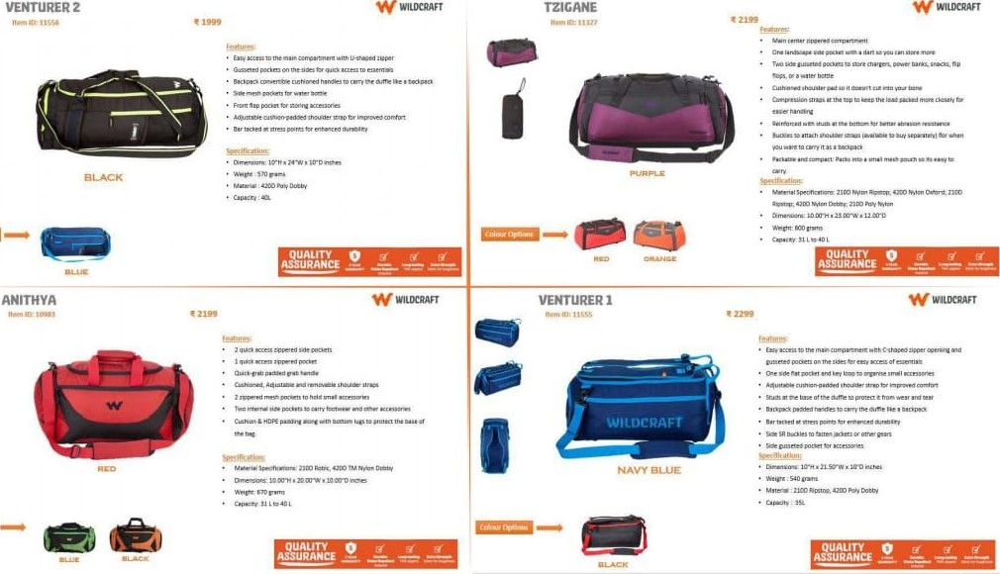 VENTURER 2
WILDCRAFT
Item ID: 11556
₹ 1999
Features:
• Easy access to the main compartment with U-shaped zipper
• Gusseted pockets on the sides for quick access to essentials
• Backpack convertible cushioned handles to carry the duffle like a backpack
• Side mesh pockets for water bottle
• Front flap pocket for storing accessories
• Adjustable cushion-padded shoulder strap for improved comfort
• Bar tacked at stress points for enhanced durability
Specification:
• Dimensions: 10"H x 24"W x 10"D inches
• Weight : 570 grams
• Material : 420D Poly Dobby
• Capacity : 40L
BLACK
BLUE
QUALITY
ASSURANCE
5
TZIGANE
WILDCRAFT
Item ID: 11327
₹ 2199
Features:
• Main center zippered compartment
• One landscape side pocket with a dart so you can store more
• Two side gusseted pockets to store chargers, power banks, snacks, flip
flops, or a water bottle
• Cushioned shoulder pad so it doesn't cut into your bone
• Compression straps at the top to keep the load packed more closely for
easier handling
• Reinforced with studs at the bottom for better abrasion resistance
• Buckles to attach shoulder straps (available to buy separately) for when
you want to carry it as a backpack
• Packable and compact: Packs into a small mesh pouch so its easy to
carry.
Specification:
• Material Specifications: 210D Nylon Ripstop; 420D Nylon Oxford; 210D
Ripstop; 420D Nylon Dobby; 210D Poly Nylon
• Dimensions: 10.00"H x 23.00"W x 12.00"D
• Weight: 600 grams
• Capacity: 31 L to 40 L
PURPLE
Colour Options
RED
ORANGE
QUALITY
ASSURANCE
5
ANITHYA
WILDCRAFT
Item ID: 10983
₹ 2199
Features:
• 2 quick access zippered side pockets
• 1 quick access zippered pocket
• Quick-grab padded grab handle
• Cushioned, Adjustable and removable shoulder straps
• 2 zippered mesh pockets to hold small accessories
• Two internal side pockets to carry footwear and other accessories
• Cushion & HDPE padding along with bottom lugs to protect the base of
the bag.
Specification:
• Material Specifications: 210D Robic, 420D TM Nylon Dobby
• Dimensions: 10.00"H x 20.00"W x 10.00"D inches
• Weight: 670 grams
• Capacity: 31 L to 40 L
RED
BLUE
BLACK
QUALITY
ASSURANCE
5
VENTURER 1
WILDCRAFT
Item ID: 11555
₹ 2299
Features:
• Easy access to the main compartment with C-shaped zipper opening and
gusseted pockets on the sides for easy access of essentials
• One side flat pocket and key loop to organise small accessories
• Adjustable cushion-padded shoulder strap for improved comfort
• Studs at the base of the duffle to protect it from wear and tear
• Backpack padded handles to carry the duffle like a backpack
• Bar tacked at stress points for enhanced durability
• Side SR buckles to fasten jackets or other gears
• Side gusseted pocket for accessories
Specification:
• Dimensions: 10"H x 21.50"W x 10"D inches
• Weight : 540 grams
• Material : 210D Ripstop, 420D Poly Dobby
• Capacity : 35L
WILDCRAFT
NAVY BLUE
Colour Options
BLACK
QUALITY
ASSURANCE
5